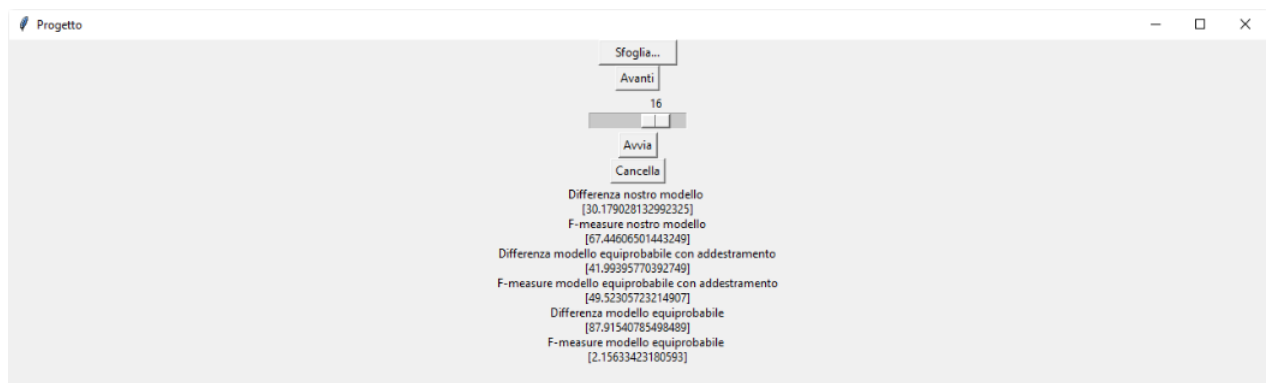 Progetto
Sfoglia...
Avanti
16
Avvia
Cancella
Differenza nostro modello
[30.179028132992325]
F-measure nostro modello
[67.44606501443249]
Differenza modello equiprobabile con addestramento
[41.99395770392749]
F-measure modello equiprobabile con addestramento
[49.52305723214907]
Differenza modello equiprobabile
[87.91540785498489]
F-measure modello equiprobabile
[2.15633423180593]